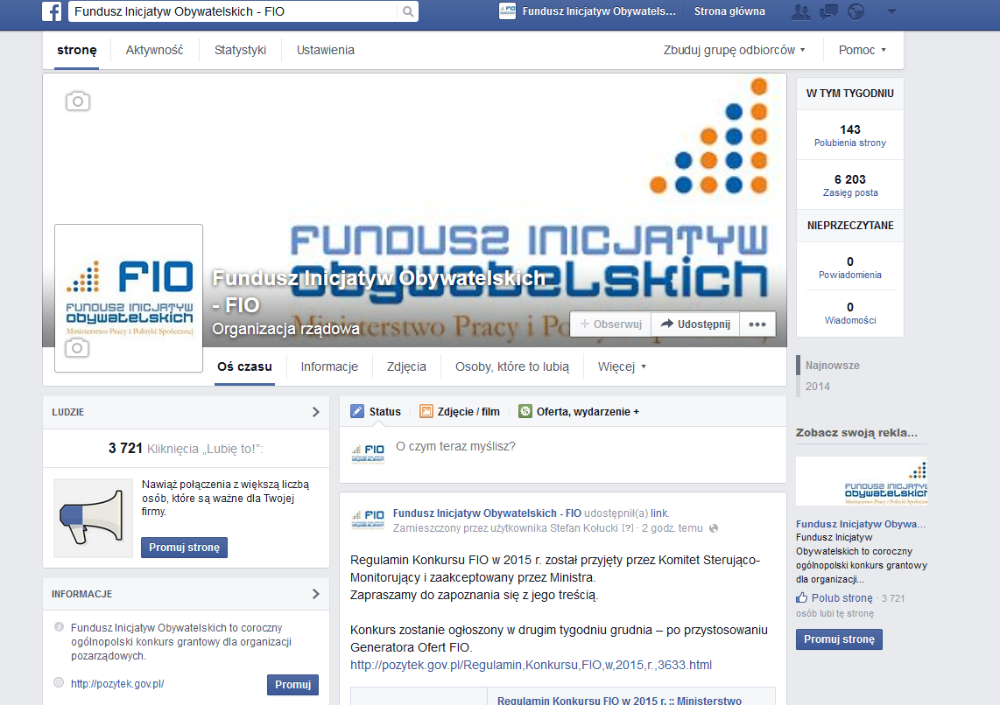 Fundusz Inicjatyw Obywatelskich - FIO
Fundusz Inicjatyw Obywatels...
Strona główna
stronę
Aktywność
Statystyki
Ustawienia
Zbuduj grupę odbiorców
Pomoc
FUNDUSZ INICJATYW
obywatelskich
Ministerstwo Pracy i Po
FIO
FUNDUSZ INICJATYW
obywatelskich
Ministerstwo Pracy i Polityki Społecznej
Fundusz Inicjatyw Obywatelskich
- FIO
Organizacja rządowa
+ Obserwuj
Udostępnij
Oś czasu
Informacje
Zdjęcia
Osoby, które to lubią
Więcej
W TYM TYGODNIU
143
Polubienia strony
6 203
Zasięg posta
NIEPRZECZYTANE
0
Powiadomienia
0
Wiadomości
Najnowsze
2014
LUDZIE
3 721 Kliknięcia „Lubię to!”:
Nawiąż połączenia z większą liczbą
osób, które są ważne dla Twojej
firmy.
Promuj stronę
INFORMACJE
Fundusz Inicjatyw Obywatelskich to coroczny
ogólnopolski konkurs grantowy dla organizacji
pozarządowych.
http://pozytek.gov.pl/
Promuj
Status
Zdjęcie / film
Oferta, wydarzenie +
FIO
O czym teraz myślisz?
FIO
Fundusz Inicjatyw Obywatelskich - FIO udostępnił(a) link.
Zamieszczony przez użytkownika Stefan Kołucki [?] · 2 godz. temu
Regulamin Konkursu FIO w 2015 r. został przyjęty przez Komitet Sterująco-
Monitorujący i zaakceptowany przez Ministra.
Zapraszamy do zapoznania się z jego treścią.
Konkurs zostanie ogłoszony w drugim tygodniu grudnia – po przystosowaniu
Generatora Ofert FIO.
http://pozytek.gov.pl/Regulamin,Konkursu,FIO,w,2015,r.,3633.html
Regulamin Konkursu FIO w 2015 r. :: Ministerstwo
Zobacz swoją rekla...
FUNDUSZ INICJATYW
obywatelskich
Ministerstwo Pracy i Polityki Społeczne
Fundusz Inicjatyw Obywa...
Fundusz Inicjatyw
Obywatelskich to coroczny
ogólnopolski konkurs grantowy
dla organizacji...
Polub stronę · 3 721
osób lubi tę stronę
Promuj stronę